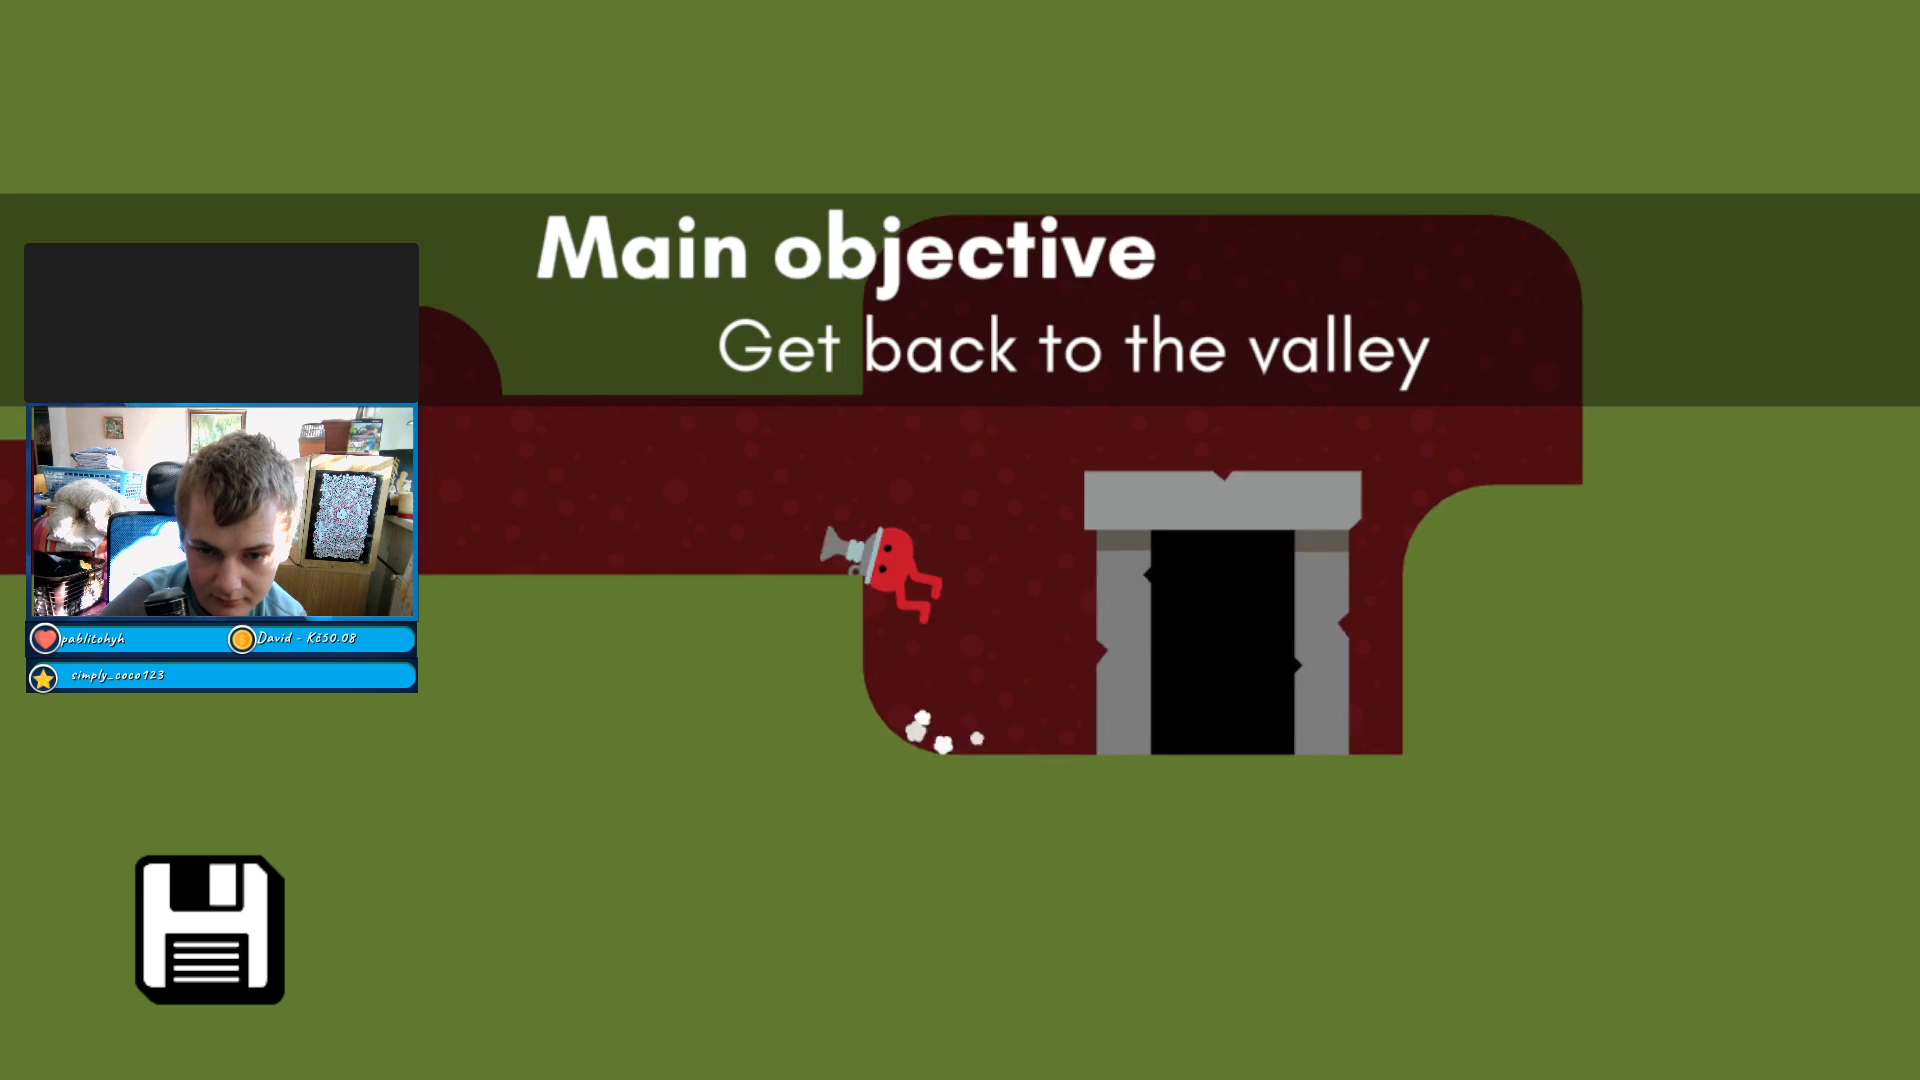 Main objective
Get back to the valley
pablitohyh
David - Kč50.08
simply_coco123